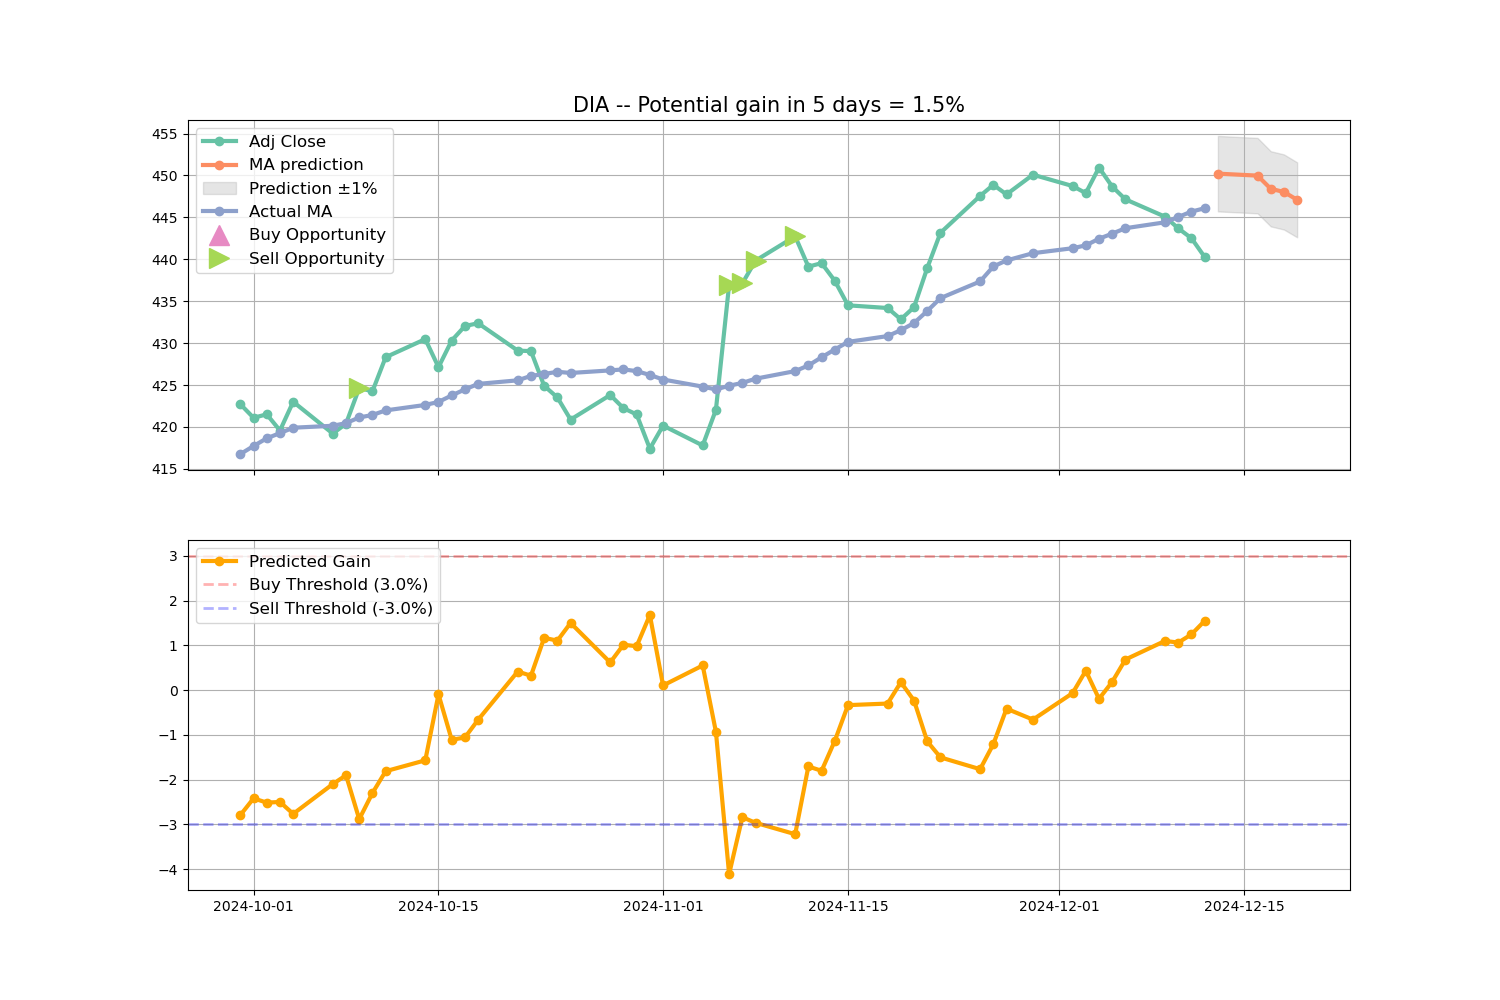 DIA -- Potential gain in 5 days = 1.5%
455
450
445
440
435
430
425
420
415
Adj Close
MA prediction
Prediction ±1%
Actual MA
Buy Opportunity
Sell Opportunity
3
2
1
0
−1
−2
−3
−4
Predicted Gain
Buy Threshold (3.0%)
Sell Threshold (-3.0%)
2024-10-01
2024-10-15
2024-11-01
2024-11-15
2024-12-01
2024-12-15